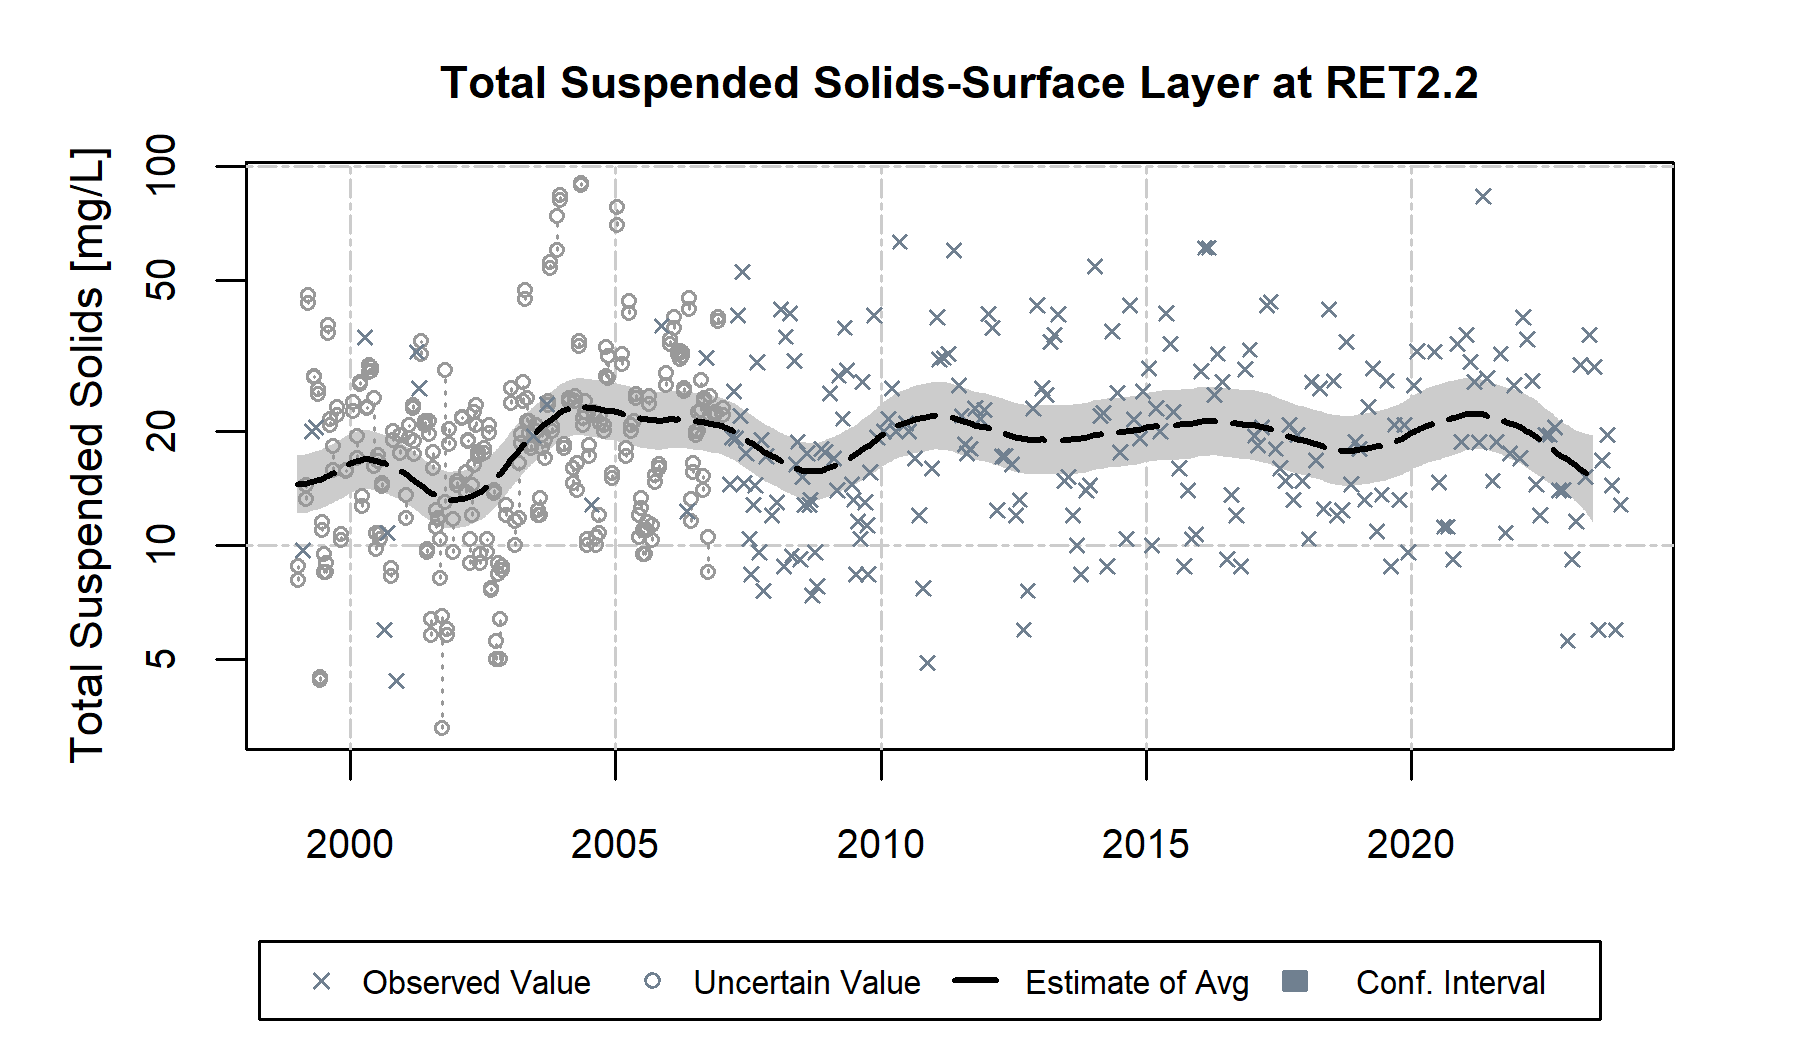 Total Suspended Solids-Surface Layer at RET2.2
Total Suspended Solids [mg/L]
100
50
20
10
5
2000 2005 2010 2015 2020
Observed Value Uncertain Value Estimate of Avg Conf. Interval